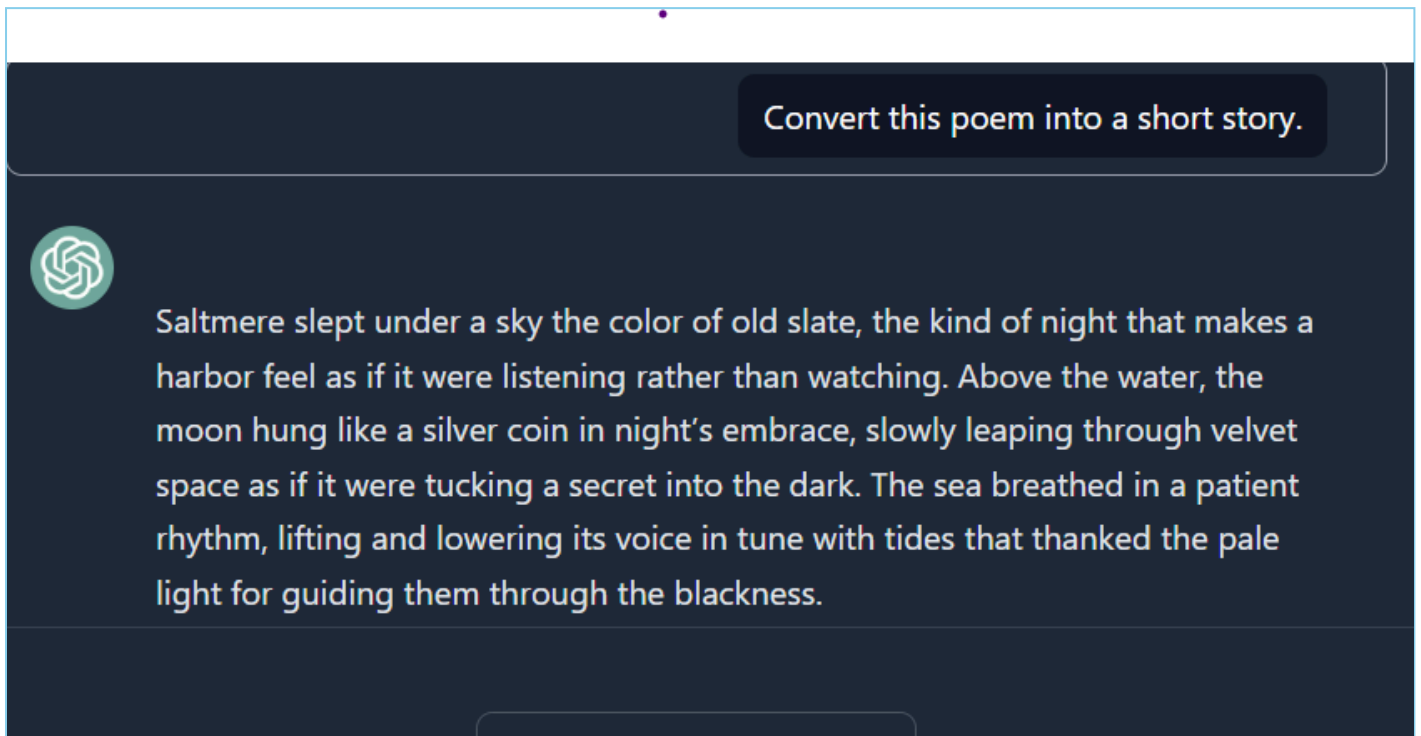 Convert this poem into a short story.
Saltmere slept under a sky the color of old slate, the kind of night that makes a
harbor feel as if it were listening rather than watching. Above the water, the
moon hung like a silver coin in night’s embrace, slowly leaping through velvet
space as if it were tucking a secret into the dark. The sea breathed in a patient
rhythm, lifting and lowering its voice in tune with tides that thanked the pale
light for guiding them through the blackness.